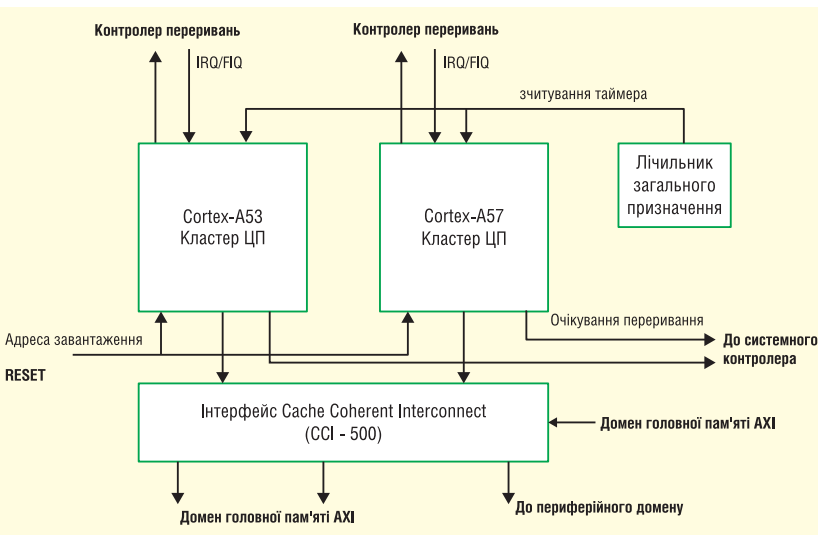 Контролер переривань
Контролер переривань
IRQ/FIQ
IRQ/FIQ
зчитування таймера
Cortex-A53
Кластер ЦП
Cortex-A57
Кластер ЦП
Лічильник
загального
призначення
Очікування переривання
Адреса завантаження
До системного
контролера
RESET
Інтерфейс Cache Coherent Interconnect
(CCI - 500)
Домен головної пам'яті AXI
Домен головної пам'яті AXI
До периферійного домену